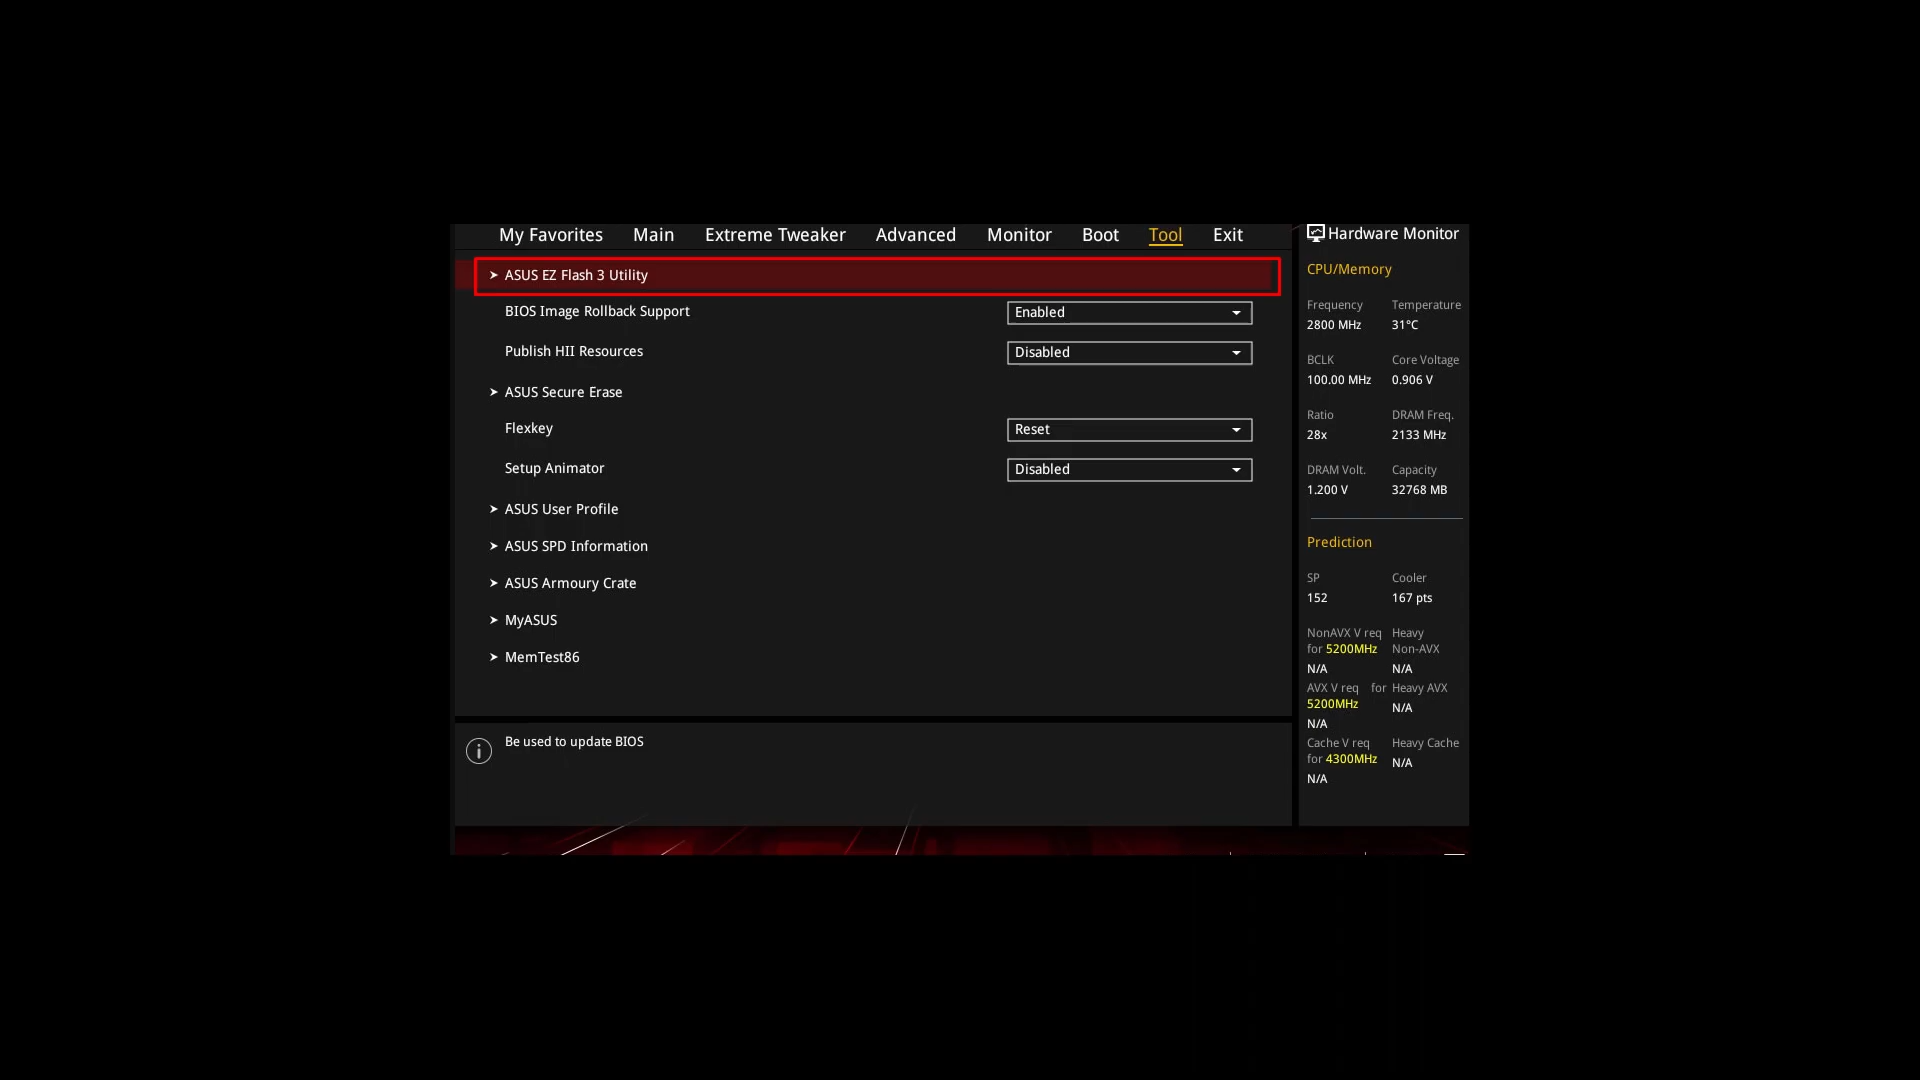 My Favorites Main Extreme Tweaker Advanced Monitor Boot Tool Exit
ASUS EZ Flash 3 Utility
BIOS Image Rollback Support Enabled
Publish HII Resources Disabled
ASUS Secure Erase
Flexkey Reset
Setup Animator Disabled
ASUS User Profile
ASUS SPD Information
ASUS Armoury Crate
MyASUS
MemTest86
Be used to update BIOS
Hardware Monitor
CPU/Memory
Frequency Temperature
2800 MHz 31°C
BCLK Core Voltage
100.00 MHz 0.906 V
Ratio DRAM Freq.
28x 2133 MHz
DRAM Volt. Capacity
1.200 V 32768 MB
Prediction
SP Cooler
152 167 pts
NonAVX V req Heavy
for 5200MHz Non-AVX
N/A N/A
AVX V req for Heavy AVX
5200MHz N/A
N/A
Cache V req Heavy Cache
for 4300MHz N/A
N/A